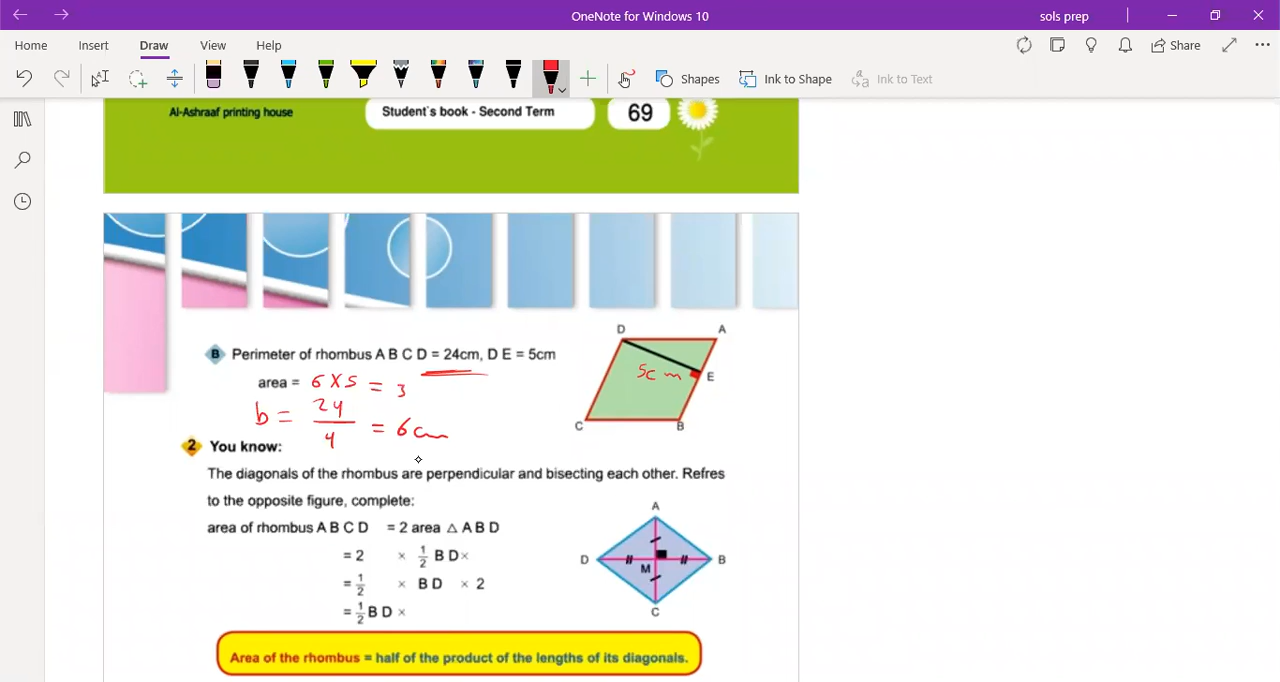 OneNote for Windows 10
sols prep
Home Insert Draw View Help
Share
Shapes
Ink to Shape
Ink to Text
Al-Ashraaf printing house
Student`s book - Second Term
69
B Perimeter of rhombus A B C D = 24cm, D E = 5cm
area = 6 x 5 = 3
b = 24/4 = 6cm
D A
5cm E
C B
2 You know:
The diagonals of the rhombus are perpendicular and bisecting each other. Refres
to the opposite figure, complete:
area of rhombus A B C D = 2 area △ A B D
= 2 × 1/2 B D×
= 1/2 × B D × 2
= 1/2 B D ×
A
D M B
C
Area of the rhombus = half of the product of the lengths of its diagonals.